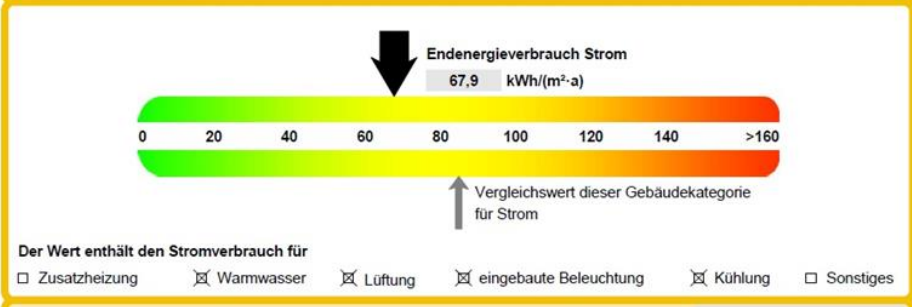 Endenergieverbrauch Strom
67,9 kWh/(m²·a)
0 20 40 60 80 100 120 140 >160
Vergleichswert dieser Gebäudekategorie
für Strom
Der Wert enthält den Stromverbrauch für
☐ Zusatzheizung ☒ Warmwasser ☒ Lüftung ☒ eingebaute Beleuchtung ☒ Kühlung ☐ Sonstiges